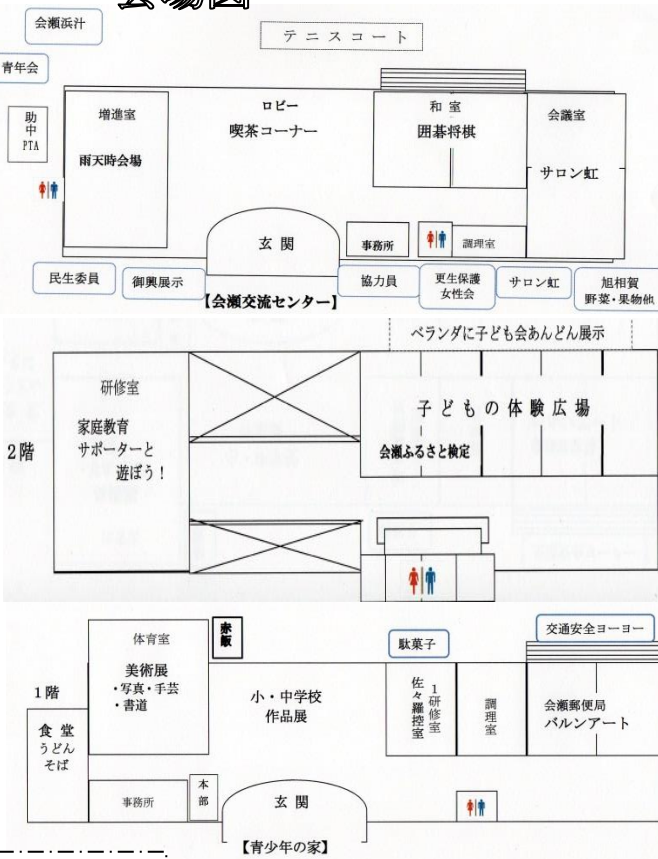 会場図
会瀬浜汁
テニスコート
青年会
助中
PTA
増進室
雨天時会場
ロビー
喫茶コーナー
和室
囲碁将棋
会議室
サロン虹
玄関
事務所
調理室
民生委員
御輿展示
【会瀬交流センター】
協力員
更生保護
女性会
サロン虹
旭相賀
野菜・果物他
ベランダに子ども会あんどん展示
2階
研修室
家庭教育
サポーターと
遊ぼう!
子どもの体験広場
会瀬ふるさと検定
1階
体育室
美術展
・写真・手芸
・書道
赤飯
小・中学校
作品展
駄菓子
交通安全ヨーヨー
1研修室
佐々羅控室
調理室
会瀬郵便局
バルンアート
食堂
うどん
そば
事務所
本部
玄関
【青少年の家】